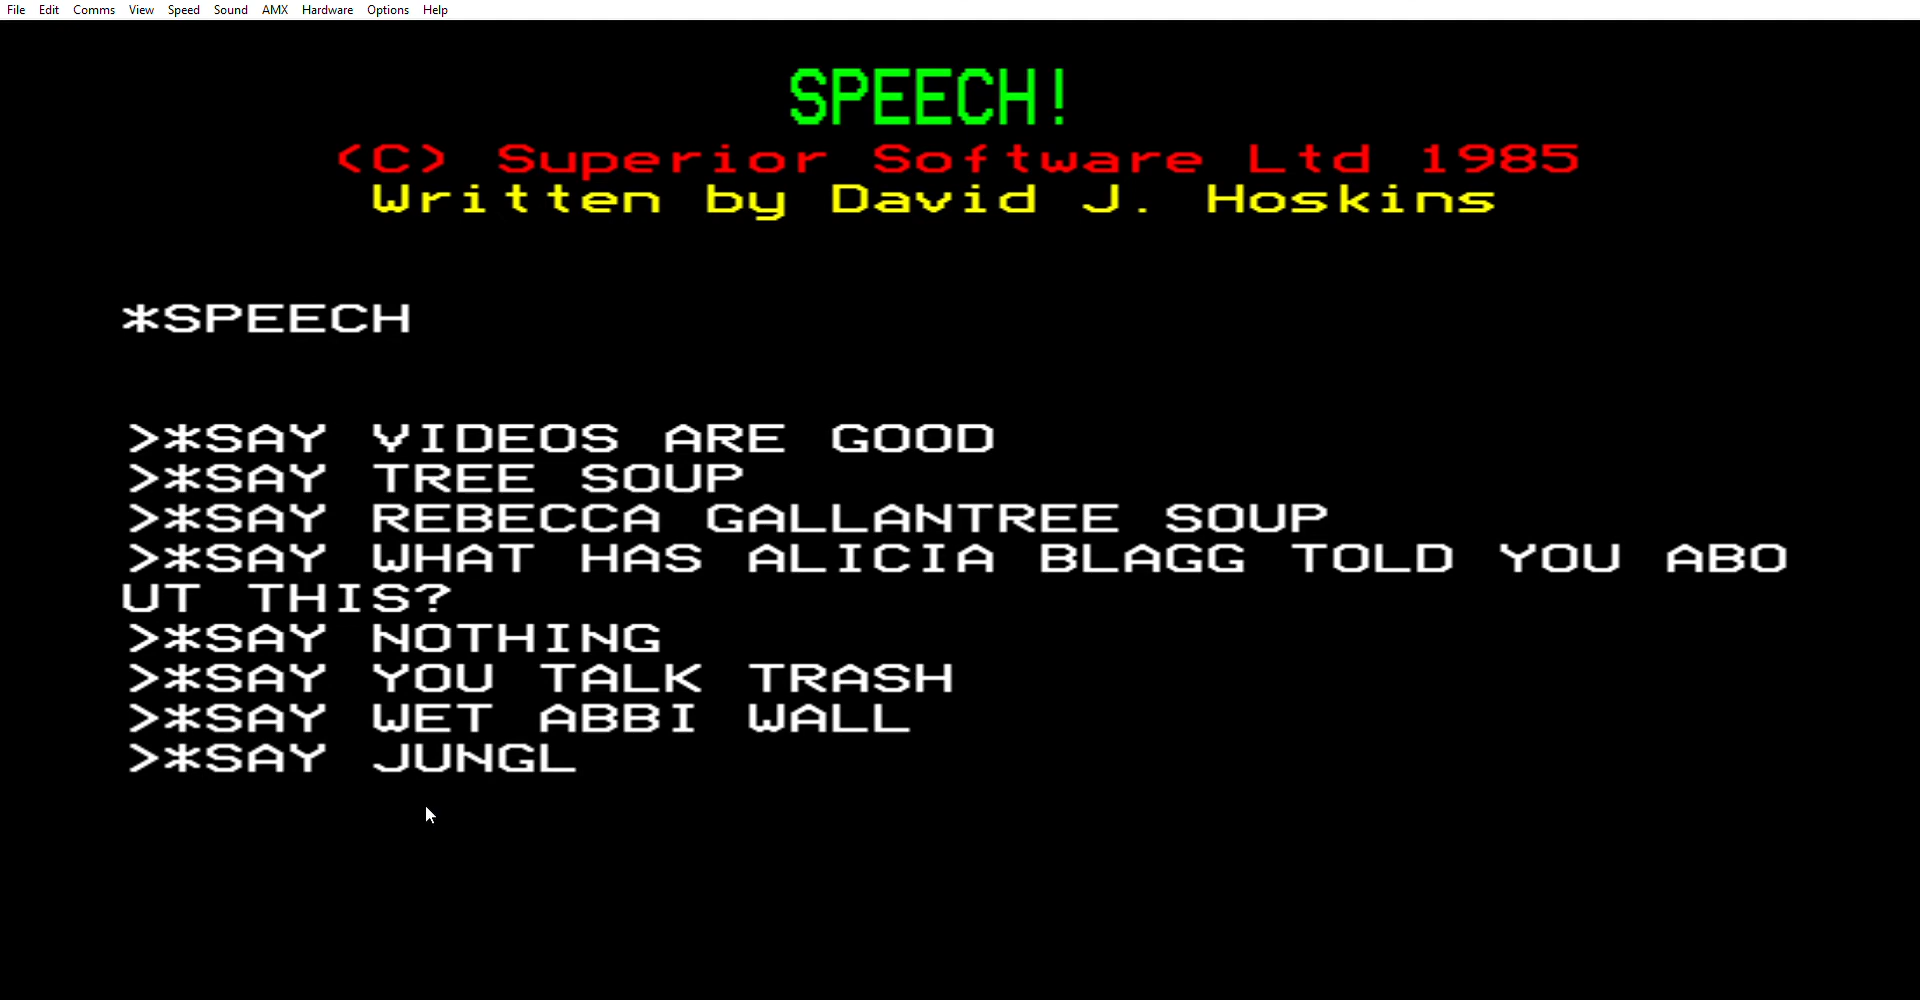 File Edit Comms View Speed Sound AMX Hardware Options Help
SPEECH!
(C) Superior Software Ltd 1985
Written by David J. Hoskins
*SPEECH
>*SAY VIDEOS ARE GOOD
>*SAY TREE SOUP
>*SAY REBECCA GALLANTREE SOUP
>*SAY WHAT HAS ALICIA BLAGG TOLD YOU ABO
UT THIS?
>*SAY NOTHING
>*SAY YOU TALK TRASH
>*SAY WET ABBI WALL
>*SAY JUNGL